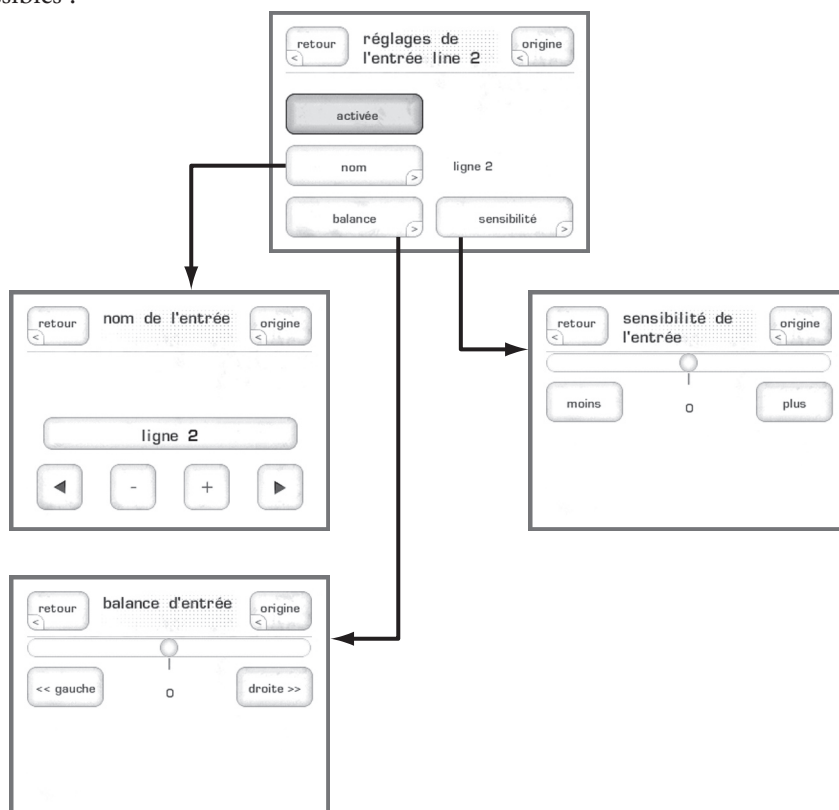 retour
réglages de
l'entrée line 2
origine
<
<
activée
nom
>
ligne 2
balance
>
sensibilité
>
retour
nom de l'entrée
origine
<
<
ligne 2
-
+
retour
sensibilité de
l'entrée
origine
<
<
moins
0
plus
retour
balance d'entrée
origine
<
<
<< gauche
0
droite >>